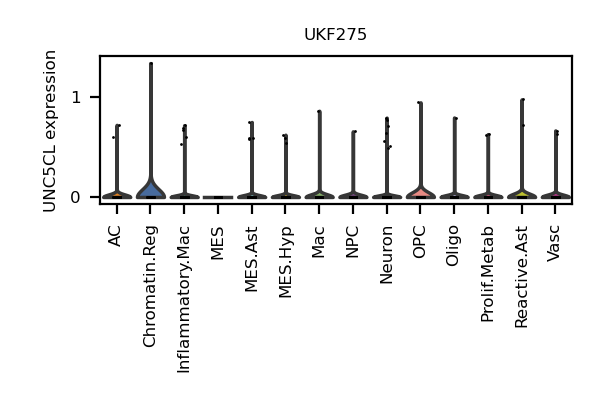 UKF275
UNC5CL expression
1
0
AC
Chromatin.Reg
Inflammatory.Mac
MES
MES.Ast
MES.Hyp
Mac
NPC
Neuron
OPC
Oligo
Prolif.Metab
Reactive.Ast
Vasc